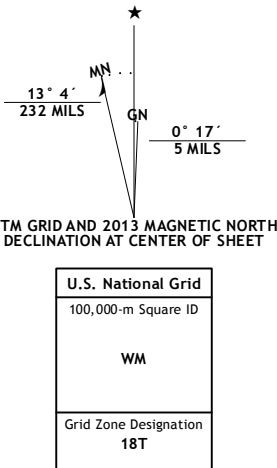 ★
MN
GN
13° 4´
232 MILS
0° 17´
5 MILS
TM GRID AND 2013 MAGNETIC NORTH
DECLINATION AT CENTER OF SHEET
U.S. National Grid
100,000-m Square ID
WM
Grid Zone Designation
18T